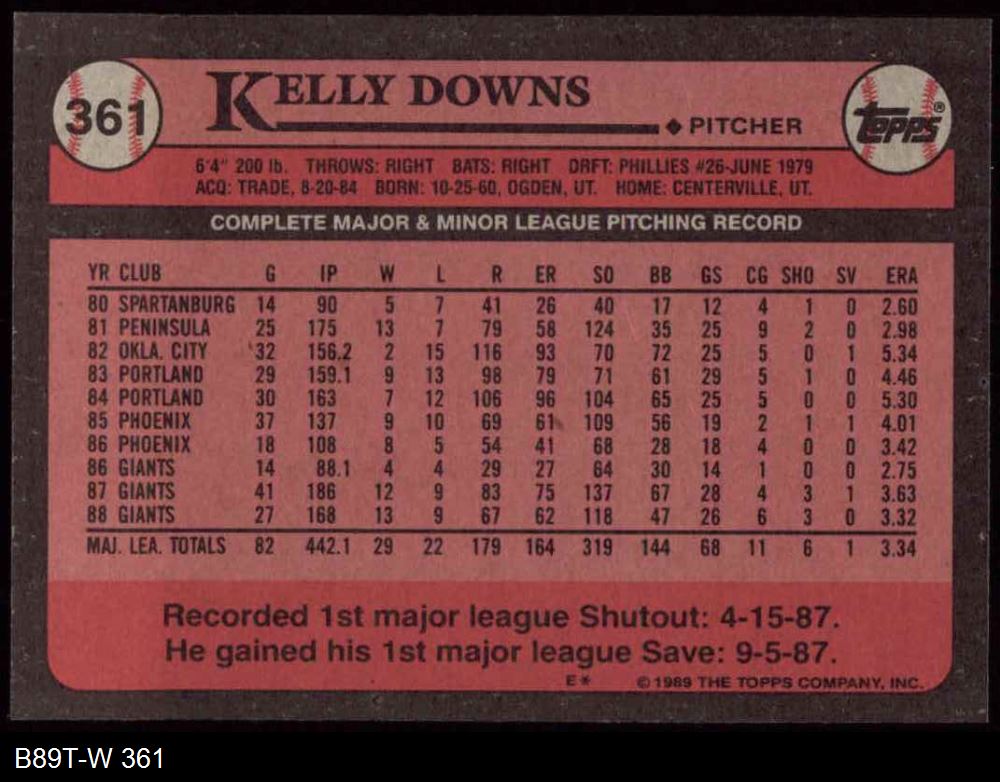 361
KELLY DOWNS
◆ PITCHER
TOPPS®
6'4" 200 lb. THROWS: RIGHT BATS: RIGHT DRFT: PHILLIES #26-JUNE 1979
ACQ: TRADE, 8-20-84 BORN: 10-25-60, OGDEN, UT. HOME: CENTERVILLE, UT.
COMPLETE MAJOR & MINOR LEAGUE PITCHING RECORD
YR CLUB G IP W L R ER SO BB GS CG SHO SV ERA
80 SPARTANBURG 14 90 5 7 41 26 40 17 12 4 1 0 2.60
81 PENINSULA 25 175 13 7 79 58 124 35 25 9 2 0 2.98
82 OKLA. CITY 32 156.2 2 15 116 93 70 72 25 5 0 1 5.34
83 PORTLAND 29 159.1 9 13 98 79 71 61 29 5 1 0 4.46
84 PORTLAND 30 163 7 12 106 96 104 65 25 5 0 0 5.30
85 PHOENIX 37 137 9 10 69 61 109 56 19 2 1 1 4.01
86 PHOENIX 18 108 8 5 54 41 68 28 18 4 0 0 3.42
86 GIANTS 14 88.1 4 4 29 27 64 30 14 1 0 0 2.75
87 GIANTS 41 186 12 9 83 75 137 67 28 4 3 1 3.63
88 GIANTS 27 168 13 9 67 62 118 47 26 6 3 0 3.32
MAJ. LEA. TOTALS 82 442.1 29 22 179 164 319 144 68 11 6 1 3.34
Recorded 1st major league Shutout: 4-15-87.
He gained his 1st major league Save: 9-5-87.
E* © 1989 THE TOPPS COMPANY, INC.
B89T-W 361